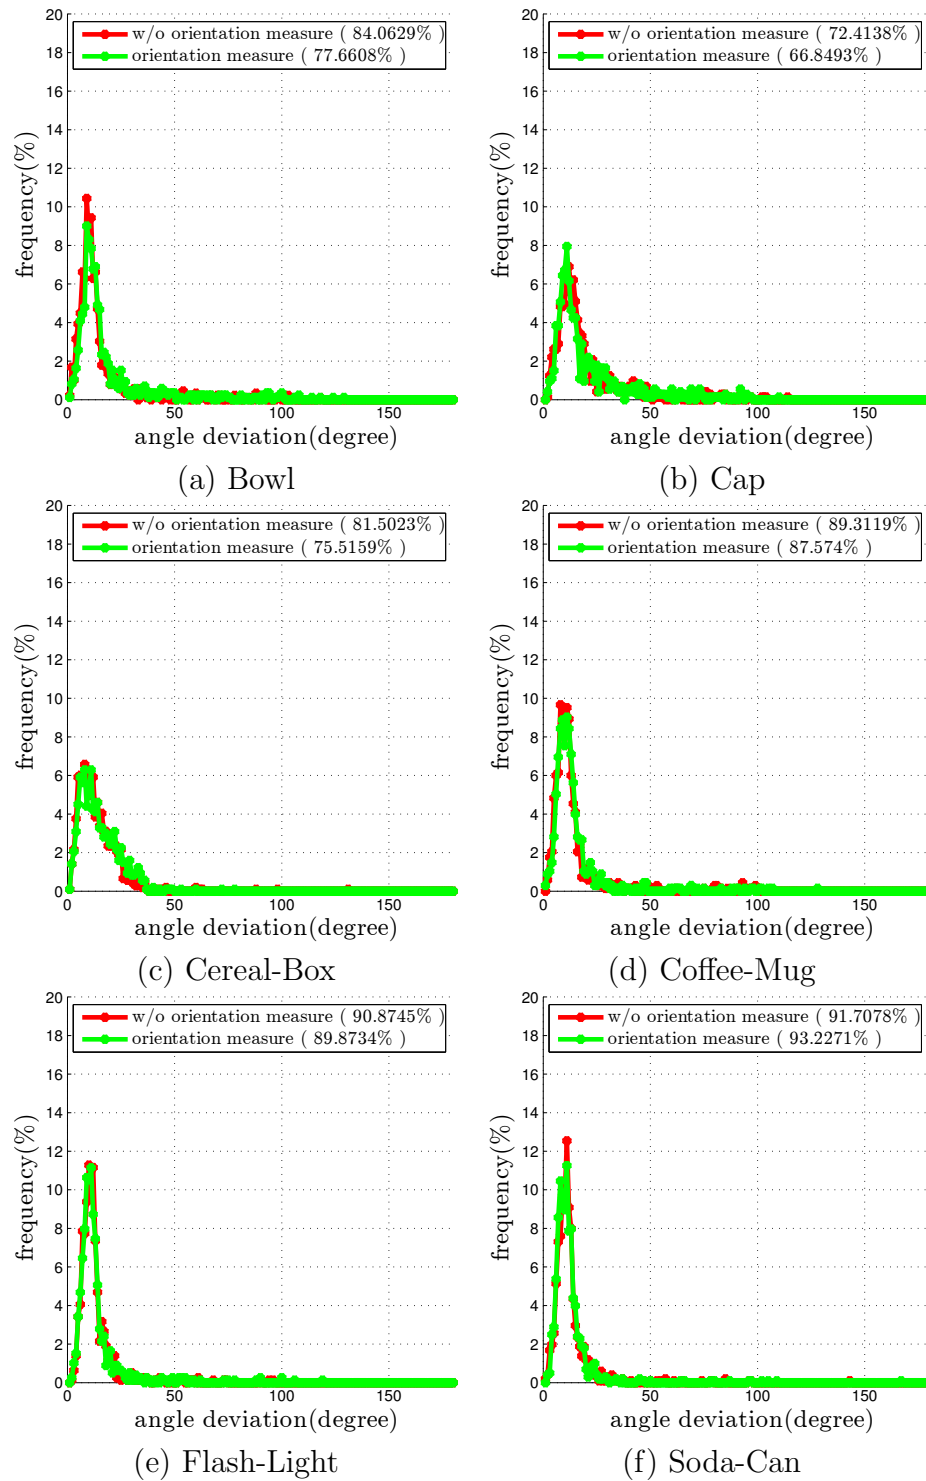 w/o orientation measure ( 84.0629% )
orientation measure ( 77.6608% )
20
18
16
14
12
10
8
6
4
2
0
frequency(%)
0 50 100 150
angle deviation(degree)
(a) Bowl
w/o orientation measure ( 72.4138% )
orientation measure ( 66.8493% )
20
18
16
14
12
10
8
6
4
2
0
frequency(%)
0 50 100 150
angle deviation(degree)
(b) Cap
w/o orientation measure ( 81.5023% )
orientation measure ( 75.5159% )
20
18
16
14
12
10
8
6
4
2
0
frequency(%)
0 50 100 150
angle deviation(degree)
(c) Cereal-Box
w/o orientation measure ( 89.3119% )
orientation measure ( 87.574% )
20
18
16
14
12
10
8
6
4
2
0
frequency(%)
0 50 100 150
angle deviation(degree)
(d) Coffee-Mug
w/o orientation measure ( 90.8745% )
orientation measure ( 89.8734% )
20
18
16
14
12
10
8
6
4
2
0
frequency(%)
0 50 100 150
angle deviation(degree)
(e) Flash-Light
w/o orientation measure ( 91.7078% )
orientation measure ( 93.2271% )
20
18
16
14
12
10
8
6
4
2
0
frequency(%)
0 50 100 150
angle deviation(degree)
(f) Soda-Can